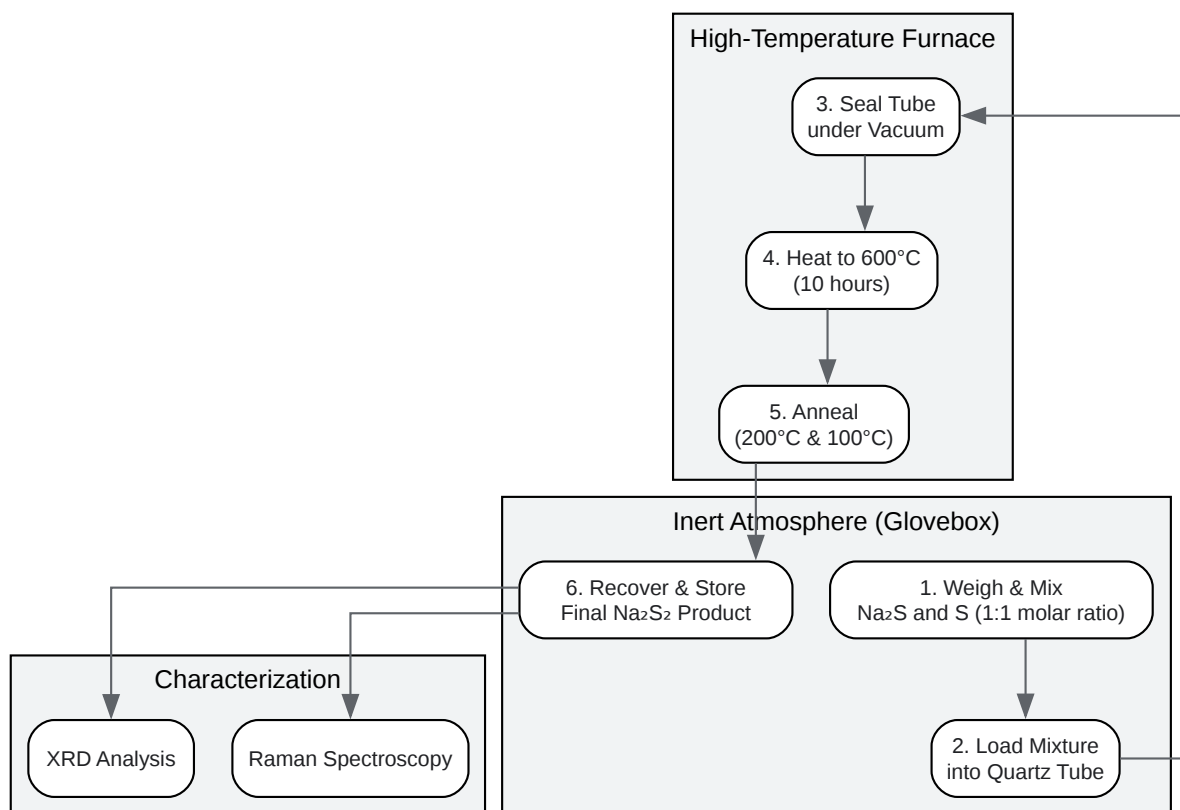 High-Temperature Furnace
3. Seal Tube
under Vacuum
4. Heat to 600°C
(10 hours)
5. Anneal
(200°C & 100°C)
Inert Atmosphere (Glovebox)
6. Recover & Store
Final Na₂S₂ Product
1. Weigh & Mix
Na₂S and S (1:1 molar ratio)
Characterization
XRD Analysis
Raman Spectroscopy
2. Load Mixture
into Quartz Tube